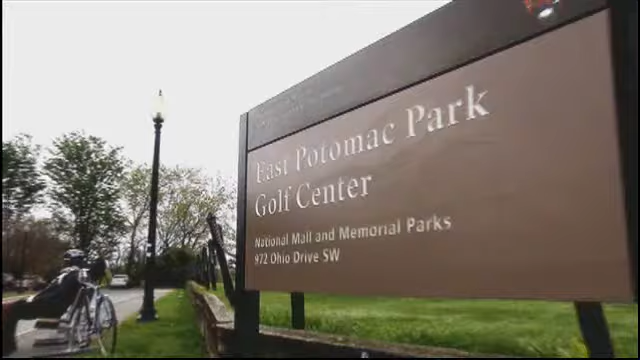 East Potomac Park
Golf Center
National Mall and Memorial Parks
972 Ohio Drive SW